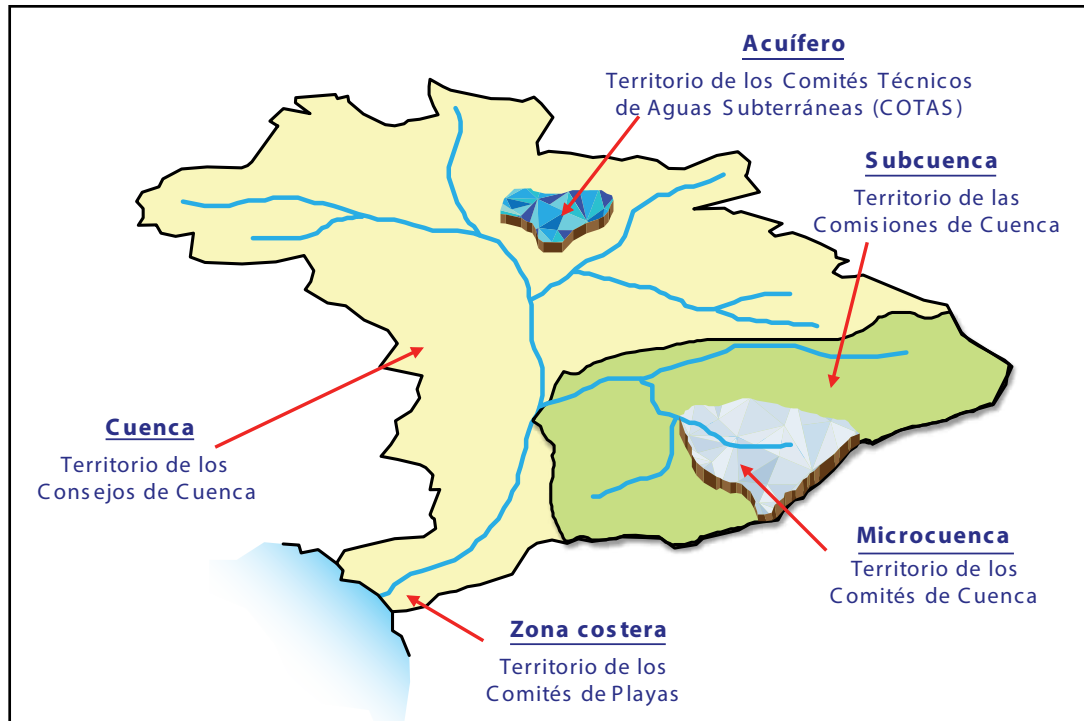 Acuífero
Territorio de los Comités Técnicos
de Aguas Subterráneas (COTAS)
Subcuenca
Territorio de las
Comisiones de Cuenca
Cuenca
Territorio de los
Consejos de Cuenca
Microcuenca
Territorio de los
Comités de Cuenca
Zona costera
Territorio de los
Comités de Playas